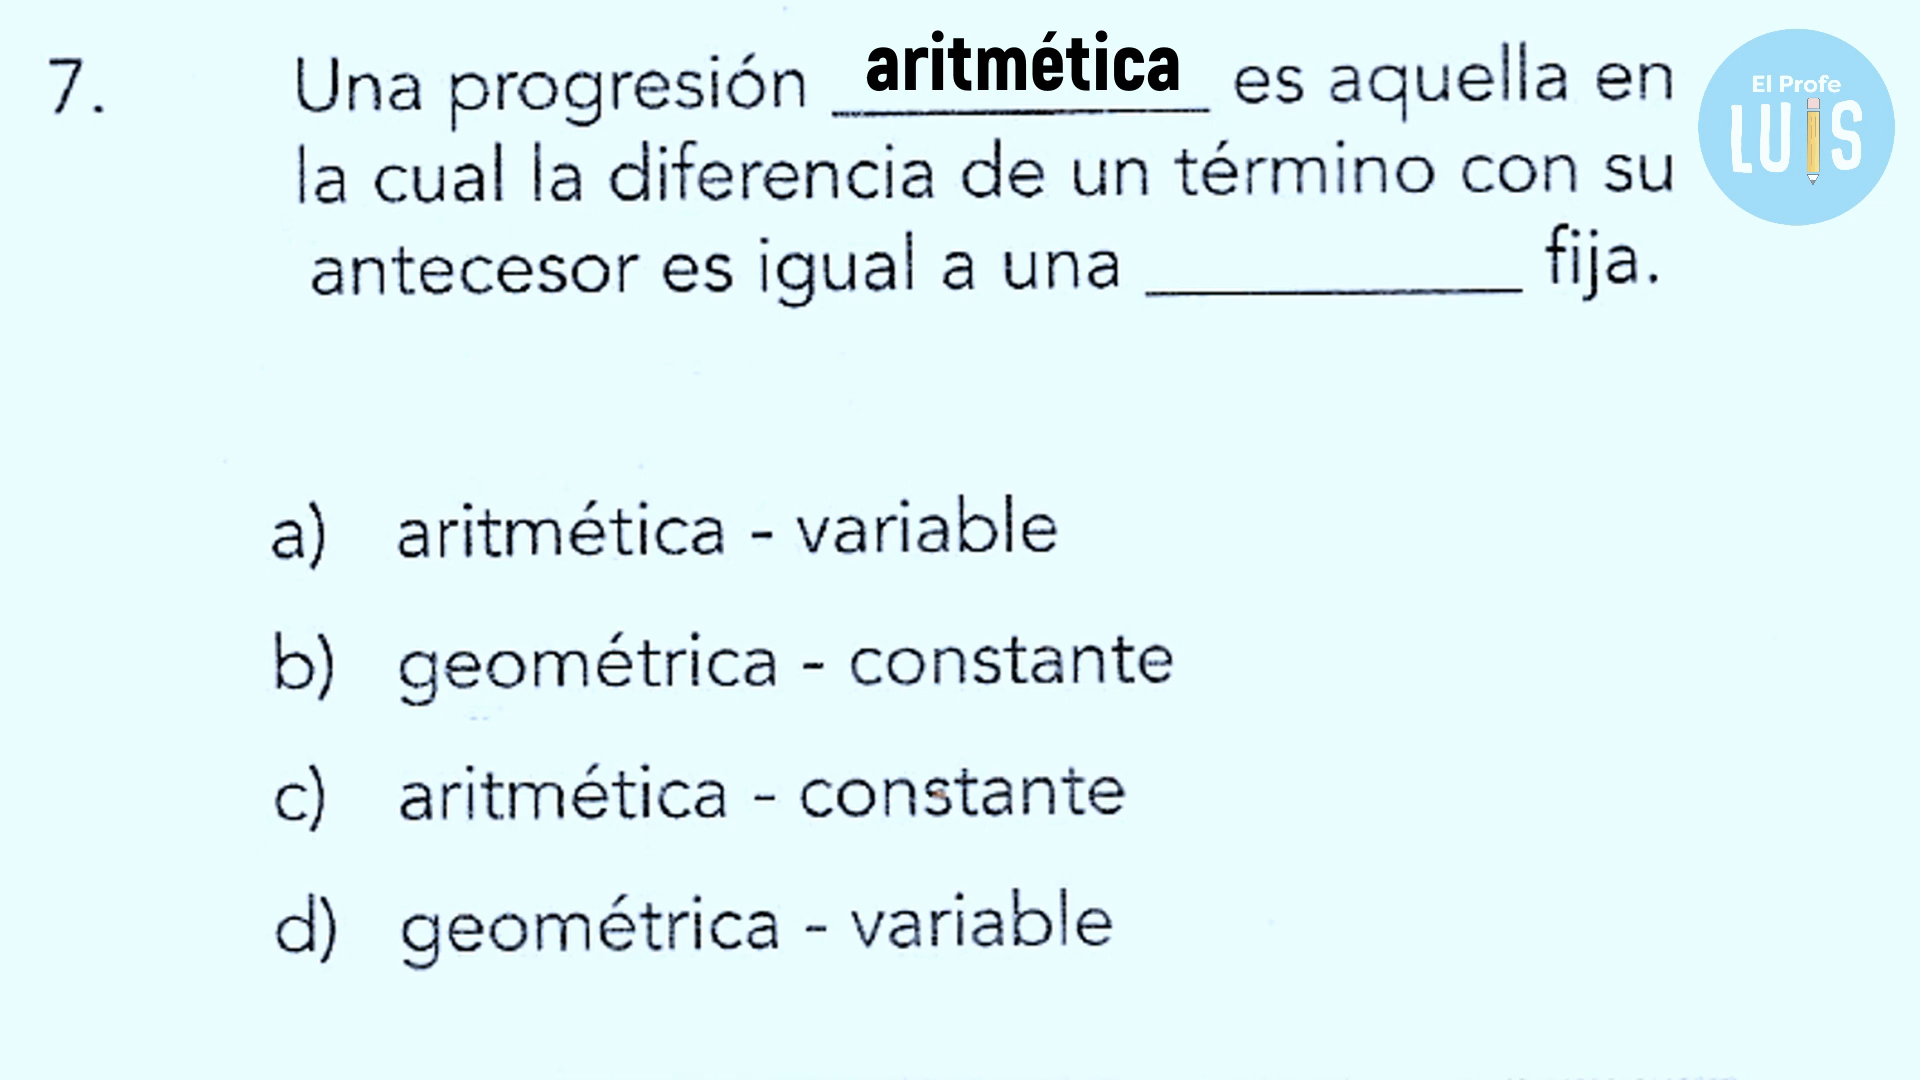 7. Una progresión aritmética es aquella en
la cual la diferencia de un término con su
antecesor es igual a una __________ fija.
El Profe
LUIS
a) aritmética - variable
b) geométrica - constante
c) aritmética - constante
d) geométrica - variable